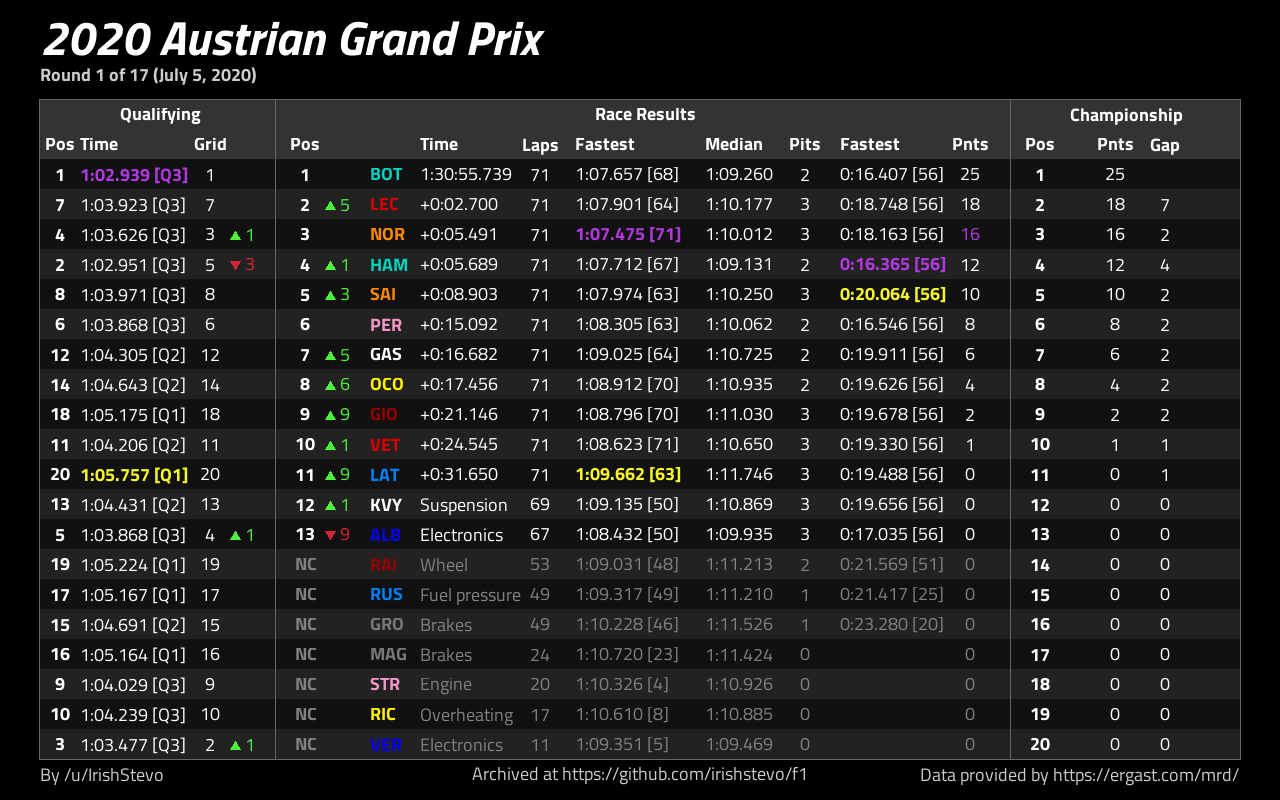 2020 Austrian Grand Prix
Round 1 of 17 (July 5, 2020)
Qualifying Race Results Championship
Pos Time Grid Pos Time Laps Fastest Median Pits Fastest Pnts Pos Pnts Gap
1 1:02.939 [Q3] 1 1 BOT 1:30:55.739 71 1:07.657 [68] 1:09.260 2 0:16.407 [56] 25 1 25
7 1:03.923 [Q3] 7 2 ▲5 LEC +0:02.700 71 1:07.901 [64] 1:10.177 3 0:18.748 [56] 18 2 18 7
4 1:03.626 [Q3] 3 ▲1 3 NOR +0:05.491 71 1:07.475 [71] 1:10.012 3 0:18.163 [56] 16 3 16 2
2 1:02.951 [Q3] 5 ▼3 4 ▲1 HAM +0:05.689 71 1:07.712 [67] 1:09.131 2 0:16.365 [56] 12 4 12 4
8 1:03.971 [Q3] 8 5 ▲3 SAI +0:08.903 71 1:07.974 [63] 1:10.250 3 0:20.064 [56] 10 5 10 2
6 1:03.868 [Q3] 6 6 PER +0:15.092 71 1:08.305 [63] 1:10.062 2 0:16.546 [56] 8 6 8 2
12 1:04.305 [Q2] 12 7 ▲5 GAS +0:16.682 71 1:09.025 [64] 1:10.725 2 0:19.911 [56] 6 7 6 2
14 1:04.643 [Q2] 14 8 ▲6 OCO +0:17.456 71 1:08.912 [70] 1:10.935 2 0:19.626 [56] 4 8 4 2
18 1:05.175 [Q1] 18 9 ▲9 GIO +0:21.146 71 1:08.796 [70] 1:11.030 3 0:19.678 [56] 2 9 2 2
11 1:04.206 [Q2] 11 10 ▲1 VET +0:24.545 71 1:08.623 [71] 1:10.650 3 0:19.330 [56] 1 10 1 1
20 1:05.757 [Q1] 20 11 ▲9 LAT +0:31.650 71 1:09.662 [63] 1:11.746 3 0:19.488 [56] 0 11 0 1
13 1:04.431 [Q2] 13 12 ▲1 KVY Suspension 69 1:09.135 [50] 1:10.869 3 0:19.656 [56] 0 12 0 0
5 1:03.868 [Q3] 4 ▲1 13 ▼9 ALB Electronics 67 1:08.432 [50] 1:09.935 3 0:17.035 [56] 0 13 0 0
19 1:05.224 [Q1] 19 NC RAI Wheel 53 1:09.031 [48] 1:11.213 2 0:21.569 [51] 0 14 0 0
17 1:05.167 [Q1] 17 NC RUS Fuel pressure 49 1:09.317 [49] 1:11.210 1 0:21.417 [25] 0 15 0 0
15 1:04.691 [Q2] 15 NC GRO Brakes 49 1:10.228 [46] 1:11.526 1 0:23.280 [20] 0 16 0 0
16 1:05.164 [Q1] 16 NC MAG Brakes 24 1:10.720 [23] 1:11.424 0 0 17 0 0
9 1:04.029 [Q3] 9 NC STR Engine 20 1:10.326 [4] 1:10.926 0 0 18 0 0
10 1:04.239 [Q3] 10 NC RIC Overheating 17 1:10.610 [8] 1:10.885 0 0 19 0 0
3 1:03.477 [Q3] 2 ▲1 NC VER Electronics 11 1:09.351 [5] 1:09.469 0 0 20 0 0
By /u/IrishStevo Archived at https://github.com/irishstevo/f1 Data provided by https://ergast.com/mrd/